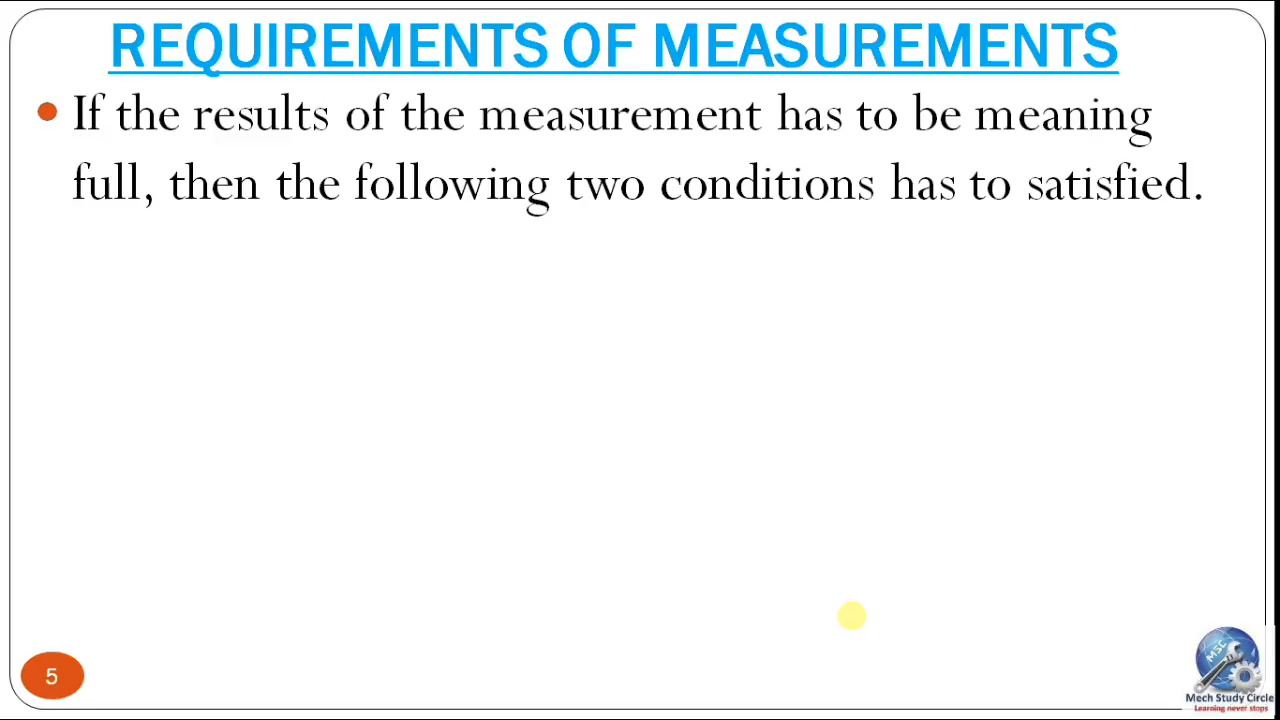 REQUIREMENTS OF MEASUREMENTS
If the results of the measurement has to be meaning
full, then the following two conditions has to satisfied.
5
MSC
Mech Study Circle
Learning never stops